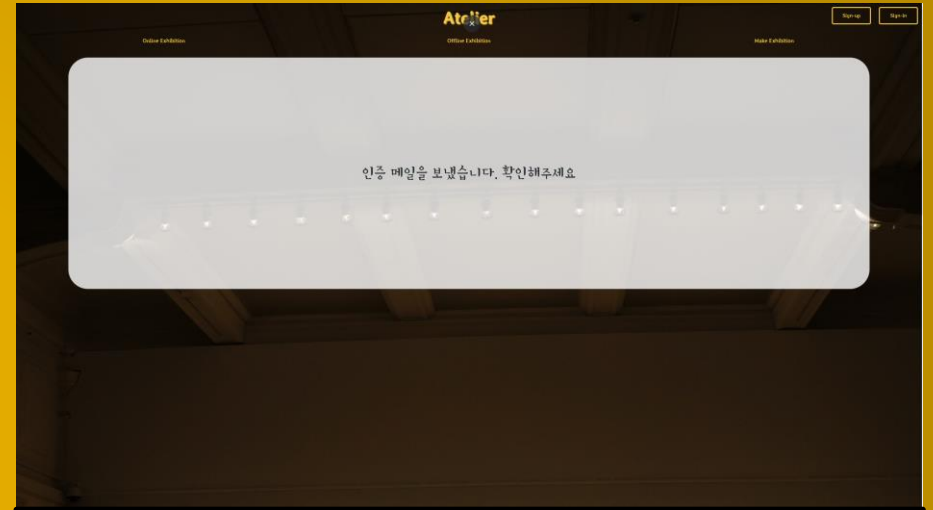 Atelier
Sign up
Sign in
Online Exhibition
Offline Exhibition
Make Exhibition
인증 메일을 보냈습니다. 확인해주세요